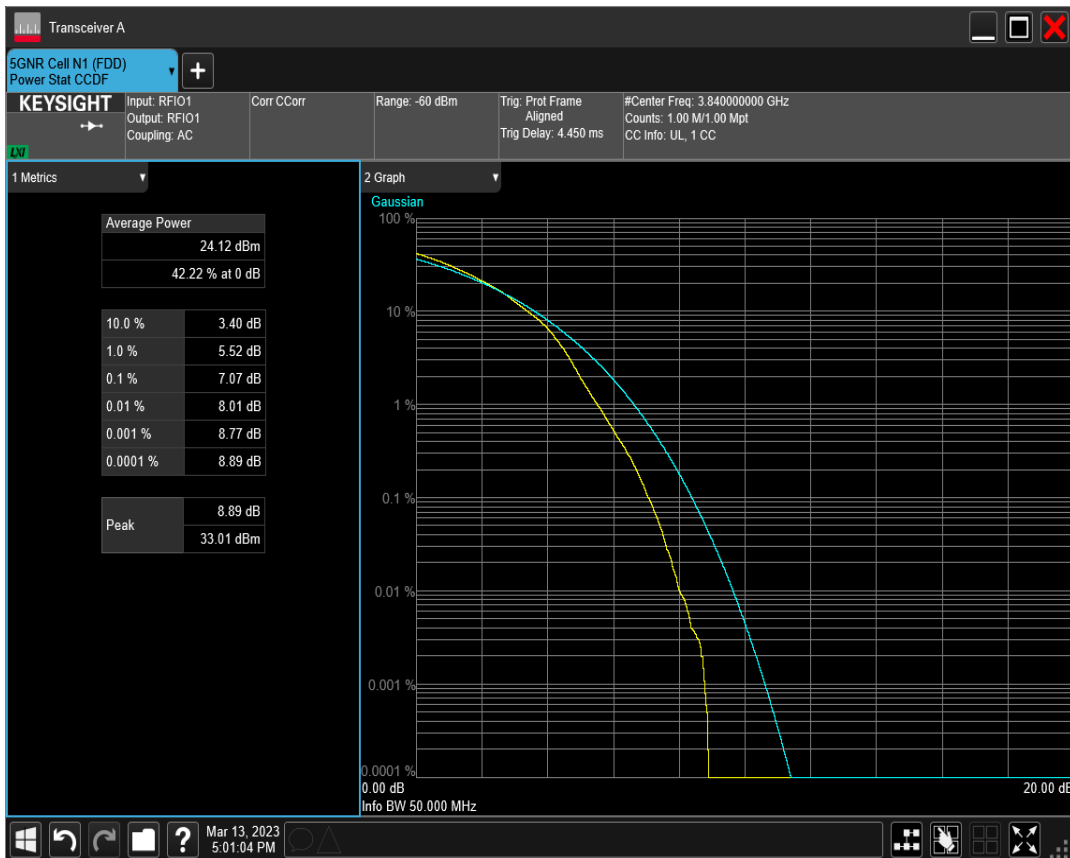 Transceiver A
5GNR Cell N1 (FDD)
Power Stat CCDF
KEYSIGHT
LXI
Input: RFIO1
Output: RFIO1
Coupling: AC
Corr CCorr
Range: -60 dBm
Trig: Prot Frame
Aligned
Trig Delay: 4.450 ms
#Center Freq: 3.840000000 GHz
Counts: 1.00 M/1.00 Mpt
CC Info: UL, 1 CC
1 Metrics
Average Power
24.12 dBm
42.22 % at 0 dB
10.0 % 3.40 dB
1.0 % 5.52 dB
0.1 % 7.07 dB
0.01 % 8.01 dB
0.001 % 8.77 dB
0.0001 % 8.89 dB
Peak
8.89 dB
33.01 dBm
2 Graph
Gaussian
100 %
10 %
1 %
0.1 %
0.01 %
0.001 %
0.0001 %
0.00 dB 20.00 dB
Info BW 50.000 MHz
?
Mar 13, 2023
5:01:04 PM